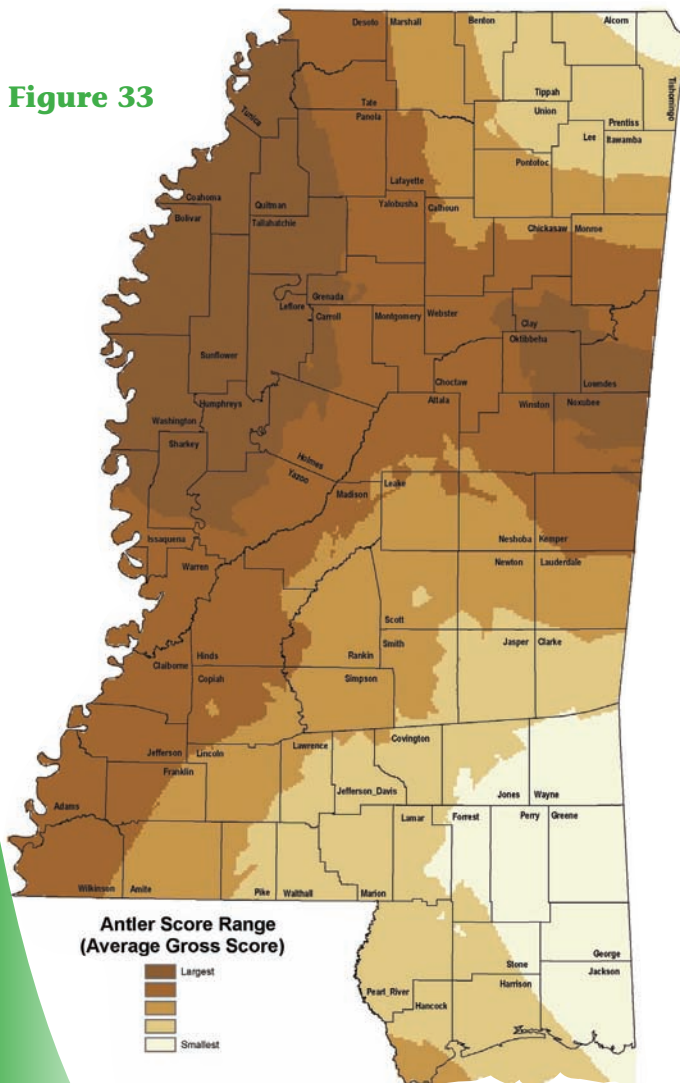 Figure 33
Desoto
Marshall
Benton
Alcorn
Tippah
Tishomingo
Tunica
Tate
Panola
Union
Prentiss
Lee
Itawamba
Pontotoc
Lafayette
Coahoma
Quitman
Bolivar
Tallahatchie
Yalobusha
Calhoun
Chickasaw
Monroe
Grenada
Leflore
Carroll
Montgomery
Webster
Clay
Oktibbeha
Sunflower
Choctaw
Lowndes
Humphreys
Attala
Winston
Noxubee
Washington
Sharkey
Holmes
Yazoo
Madison
Leake
Issaquena
Neshoba
Kemper
Warren
Newton
Lauderdale
Scott
Smith
Jasper
Clarke
Rankin
Hinds
Claiborne
Copiah
Simpson
Jefferson
Lincoln
Lawrence
Covington
Franklin
Jefferson_Davis
Jones
Wayne
Adams
Lamar
Forrest
Perry
Greene
Wilkinson
Amite
Pike
Walthall
Marion
Antler Score Range
(Average Gross Score)
Largest
Smallest
George
Jackson
Stone
Harrison
Pearl_River
Hancock